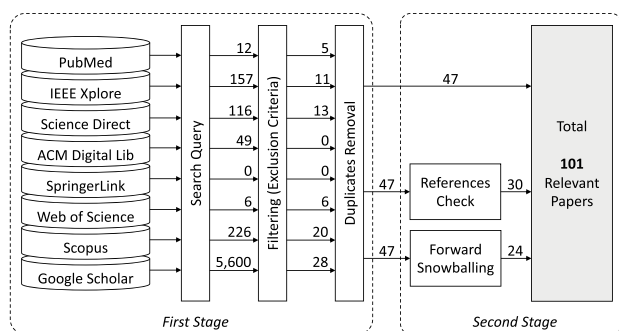 PubMed
12
5
IEEE Xplore
157
11
47
Science Direct
116
13
ACM Digital Lib
49
0
SpringerLink
0
0
Web of Science
6
6
Scopus
226
20
Google Scholar
5,600
28
Search Query
Filtering (Exclusion Criteria)
Duplicates Removal
47
References
Check
30
47
Forward
Snowballing
24
Total
101
Relevant
Papers
First Stage
Second Stage